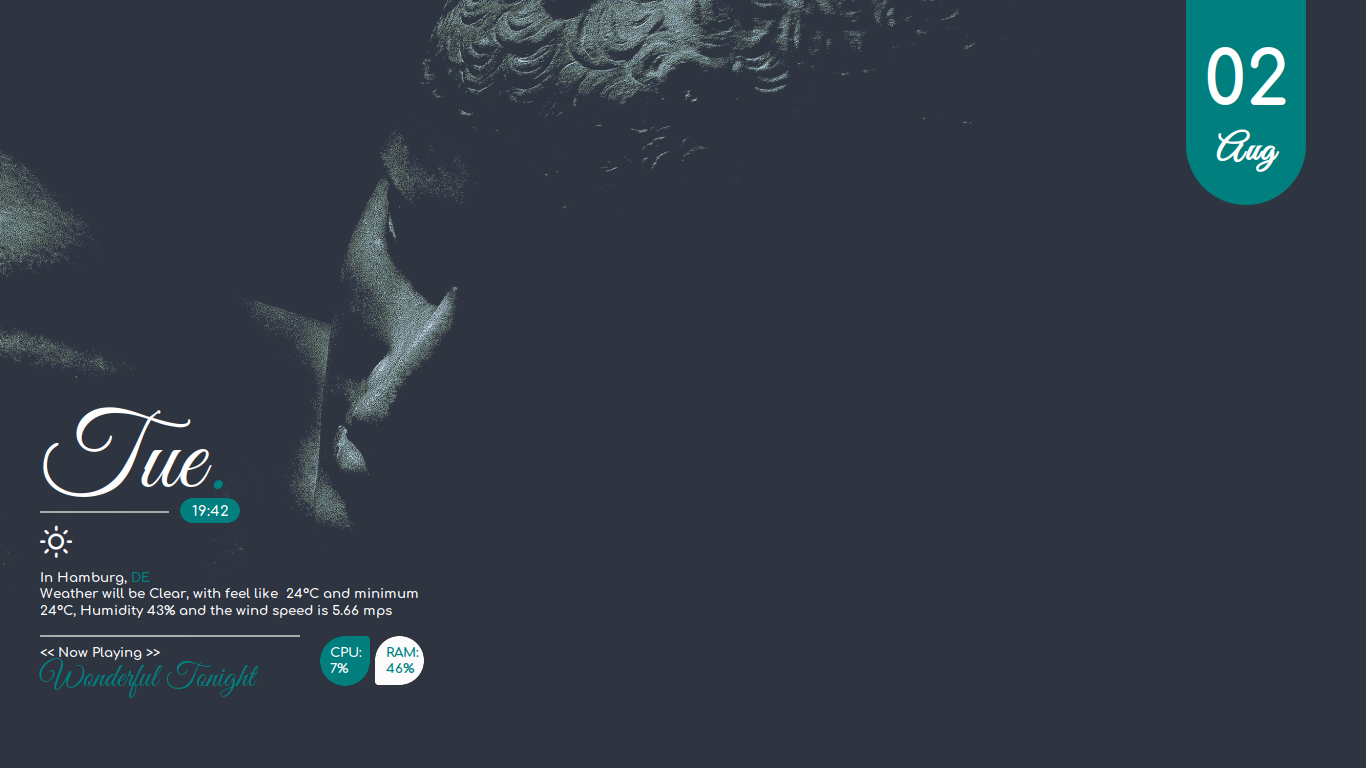 02
Aug
Tue.
19:42
In Hamburg, DE
Weather will be Clear, with feel like  24°C and minimum
24°C, Humidity 43% and the wind speed is 5.66 mps
<< Now Playing >>
Wonderful Tonight
CPU:
7%
RAM:
46%